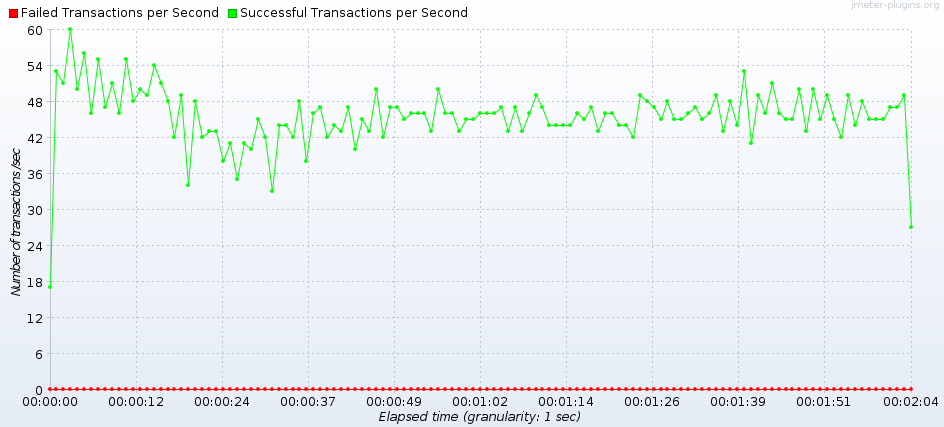 jmeter-plugins.org
Failed Transactions per Second Successful Transactions per Second
60
54
48
42
36
30
24
18
12
6
0
Number of transactions /sec
00:00:00 00:00:12 00:00:24 00:00:37 00:00:49 00:01:02 00:01:14 00:01:26 00:01:39 00:01:51 00:02:04
Elapsed time (granularity: 1 sec)